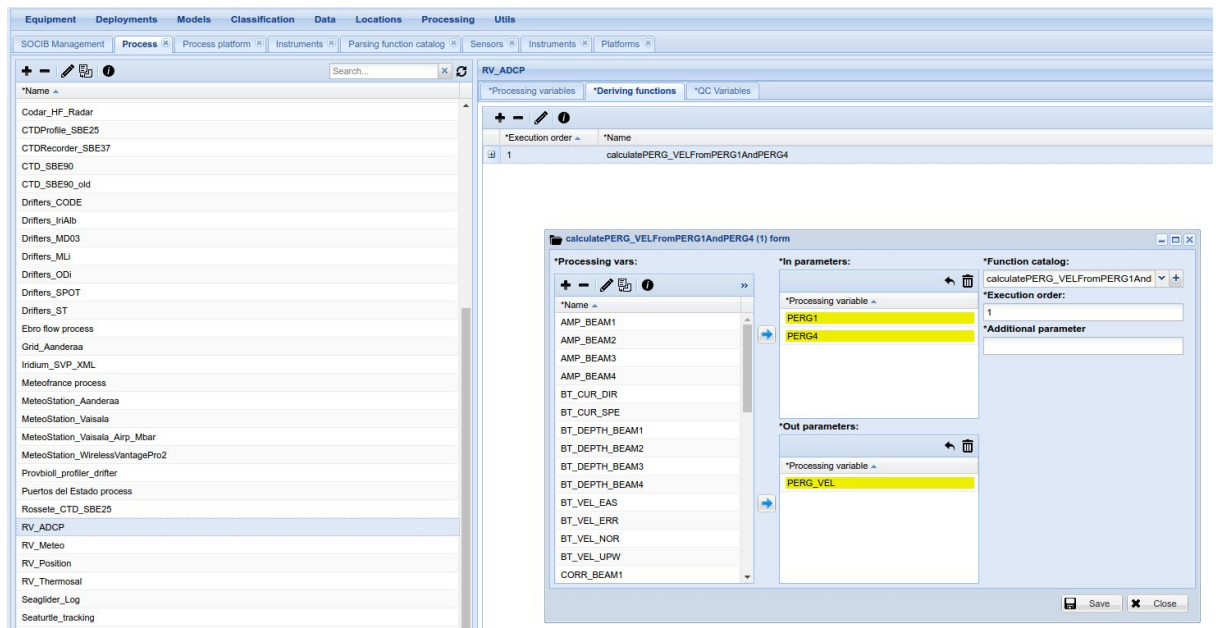 Equipment Deployments Models Classification Data Locations Processing Utils
SOCIB Management Process Process platform Instruments Parsing function catalog Sensors Instruments Platforms
Search...
*Name
Codar_HF_Radar
CTDProfile_SBE25
CTDRecorder_SBE37
CTD_SBE90
CTD_SBE90_old
Drifters_CODE
Drifters_IriAlb
Drifters_MD03
Drifters_MLi
Drifters_ODi
Drifters_SPOT
Drifters_ST
Ebro flow process
Grid_Aanderaa
Iridium_SVP_XML
Meteofrance process
MeteoStation_Aanderaa
MeteoStation_Vaisala
MeteoStation_Vaisala_Airp_Mbar
MeteoStation_WirelessVantagePro2
Provbioll_profiler_drifter
Puertos del Estado process
Rossete_CTD_SBE25
RV_ADCP
RV_Meteo
RV_Position
RV_Thermosal
Seaglider_Log
Seaturtle_tracking
RV_ADCP
*Processing variables *Deriving functions *QC Variables
*Execution order *Name
1 calculatePERG_VELFromPERG1AndPERG4
calculatePERG_VELFromPERG1AndPERG4 (1) form
*Processing vars:
*Name
AMP_BEAM1
AMP_BEAM2
AMP_BEAM3
AMP_BEAM4
BT_CUR_DIR
BT_CUR_SPE
BT_DEPTH_BEAM1
BT_DEPTH_BEAM2
BT_DEPTH_BEAM3
BT_DEPTH_BEAM4
BT_VEL_EAS
BT_VEL_ERR
BT_VEL_NOR
BT_VEL_UPW
CORR_BEAM1
*In parameters:
*Processing variable
PERG1
PERG4
*Out parameters:
*Processing variable
PERG_VEL
*Function catalog:
calculatePERG_VELFromPERG1And
*Execution order:
1
*Additional parameter
Save Close